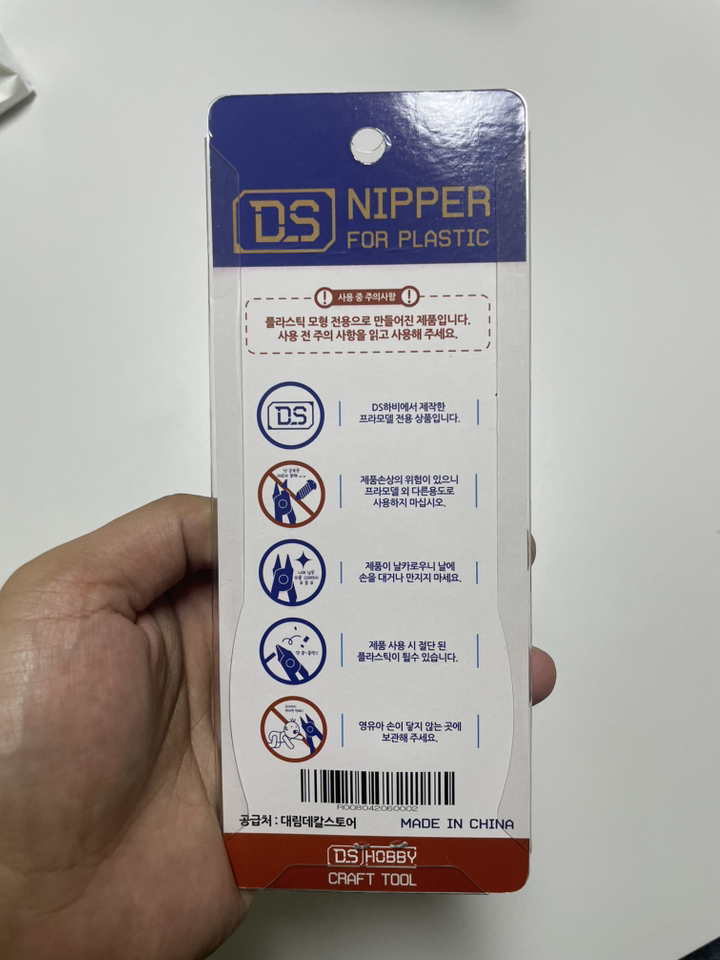 DS NIPPER
FOR PLASTIC
! 사용 중 주의사항 !
플라스틱 모형 전용으로 만들어진 제품입니다.
사용 전 주의 사항을 읽고 사용해 주세요.
DS
DS하비에서 제작한
프라모델 전용 상품입니다.
제품손상의 위험이 있으니
프라모델 외 다른용도로
사용하지 마십시오.
제품이 날카로우니 날에
손을 대거나 만지지 마세요.
제품 사용 시 절단 된
플라스틱이 튈수 있습니다.
영유아 손이 닿지 않는 곳에
보관해 주세요.
R008042060002
공급처 : 대림데칼스토어 MADE IN CHINA
DS HOBBY
CRAFT TOOL